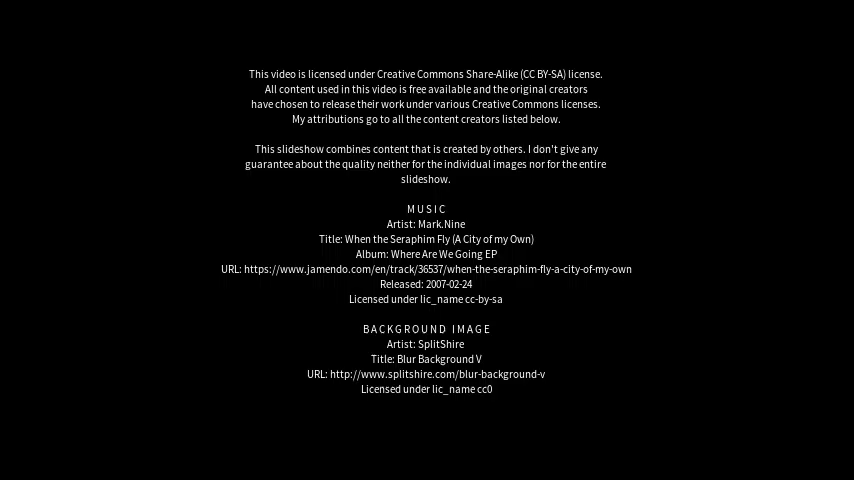 This video is licensed under Creative Commons Share-Alike (CC BY-SA) license.
All content used in this video is free available and the original creators
have chosen to release their work under various Creative Commons licenses.
My attributions go to all the content creators listed below.
This slideshow combines content that is created by others. I don't give any
guarantee about the quality neither for the individual images nor for the entire
slideshow.
MUSIC
Artist: Mark.Nine
Title: When the Seraphim Fly (A City of my Own)
Album: Where Are We Going EP
URL: https://www.jamendo.com/en/track/36537/when-the-seraphim-fly-a-city-of-my-own
Released: 2007-02-24
Licensed under lic_name cc-by-sa
BACKGROUND IMAGE
Artist: SplitShire
Title: Blur Background V
URL: http://www.splitshire.com/blur-background-v
Licensed under lic_name cc0